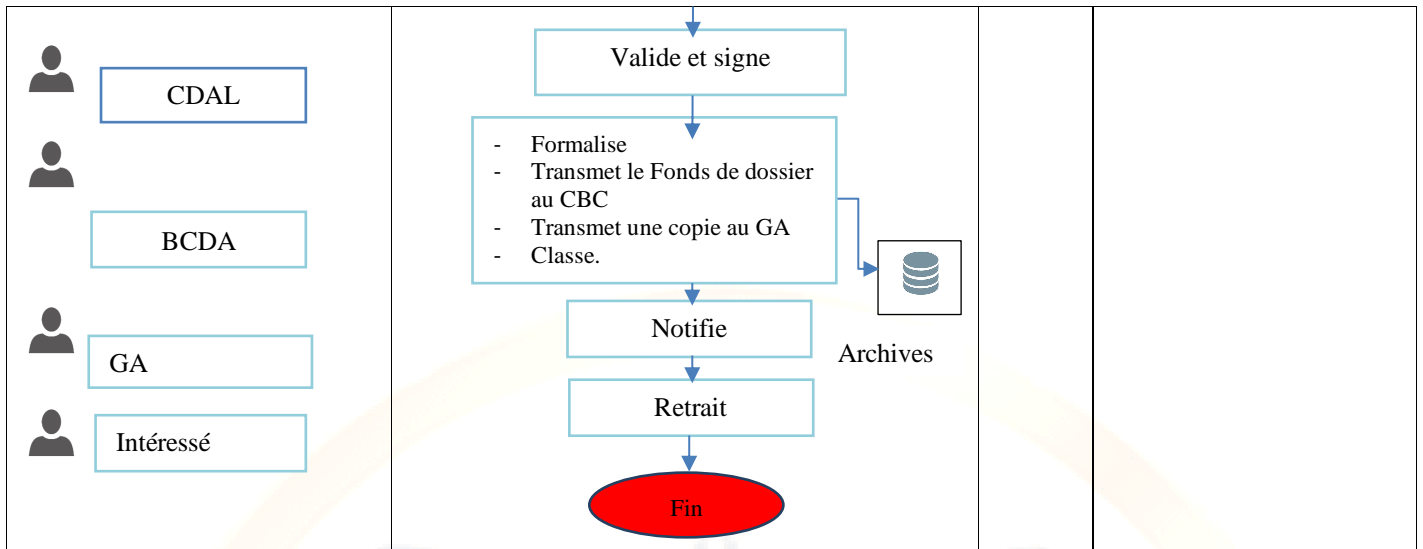 Valide et signe
CDAL
- Formalise
- Transmet le Fonds de dossier
au CBC
- Transmet une copie au GA
- Classe.
BCDA
Notifie
Archives
GA
Retrait
Intéressé
Fin